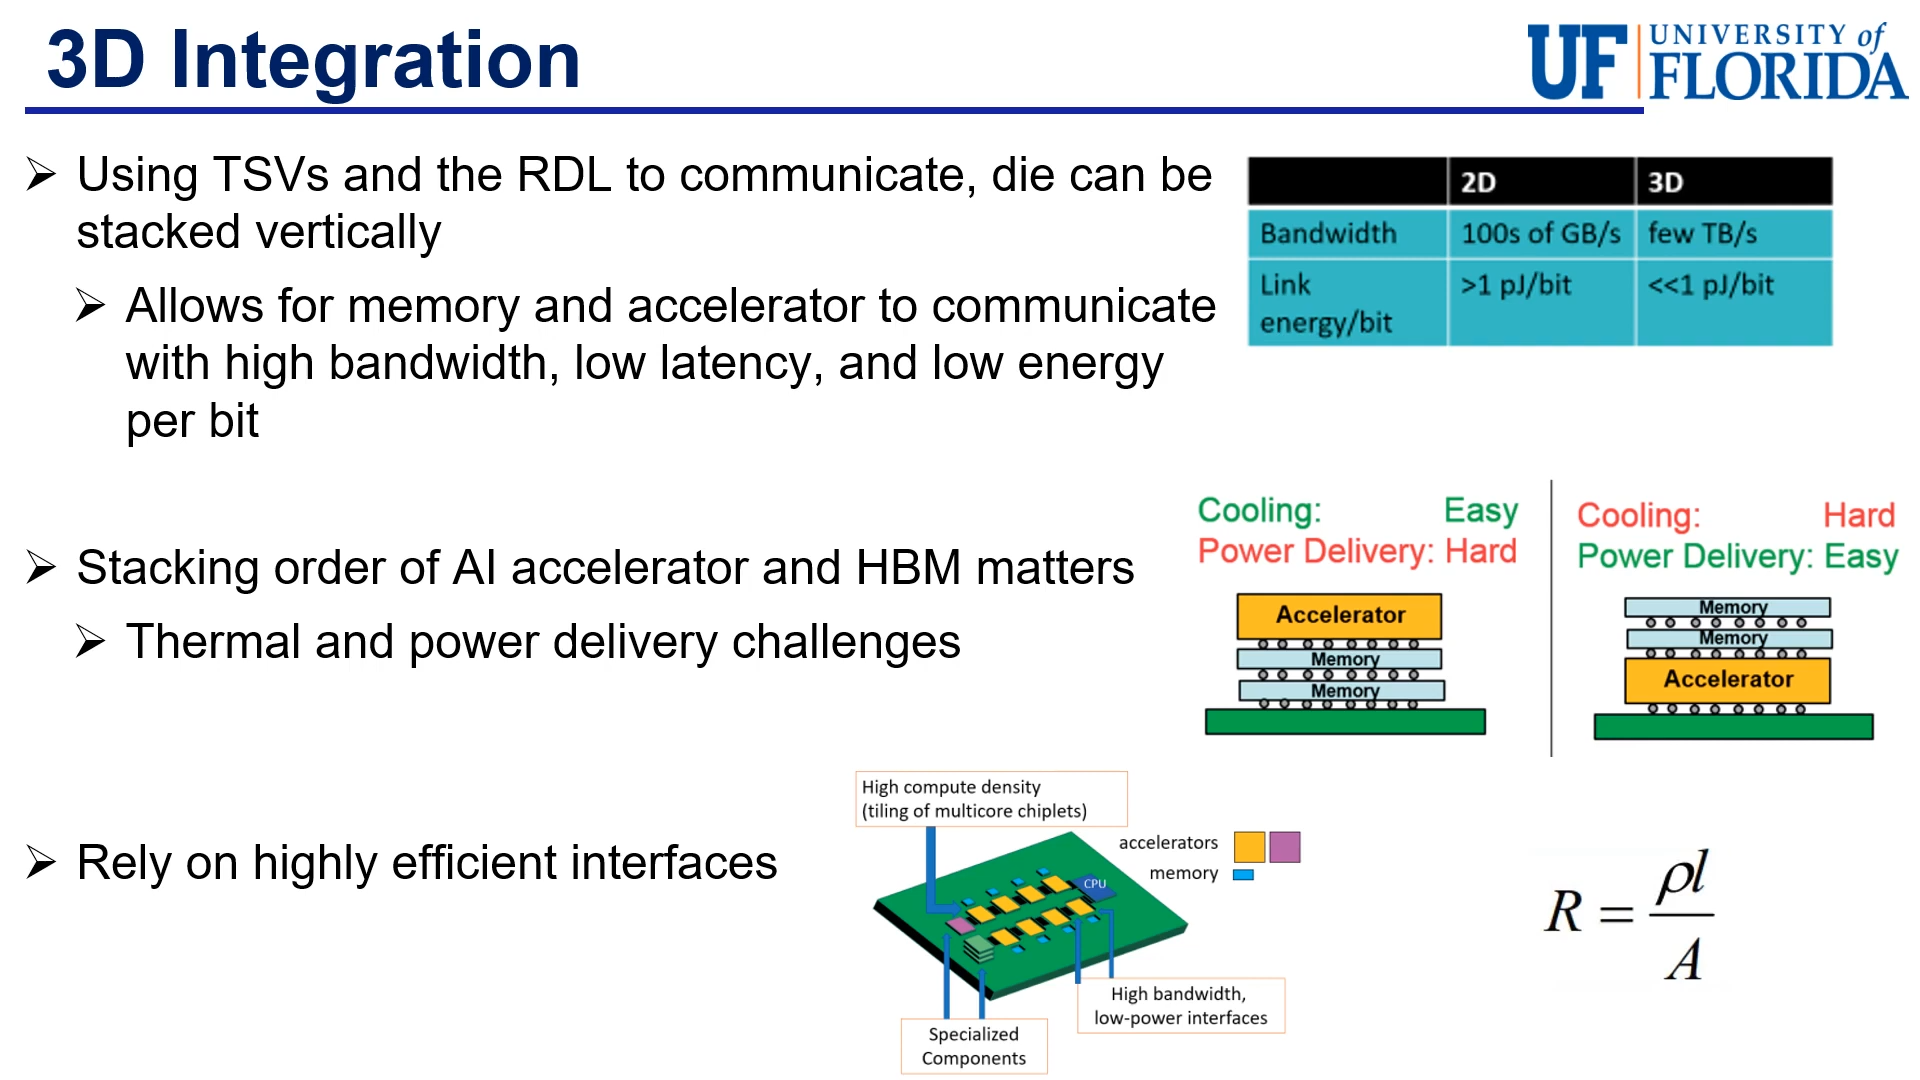 3D Integration
UF UNIVERSITY of
FLORIDA
➢ Using TSVs and the RDL to communicate, die can be
stacked vertically
➢ Allows for memory and accelerator to communicate
with high bandwidth, low latency, and low energy
per bit
2D 3D
Bandwidth 100s of GB/s few TB/s
Link
energy/bit >1 pJ/bit <<1 pJ/bit
➢ Stacking order of AI accelerator and HBM matters
➢ Thermal and power delivery challenges
Cooling: Easy
Power Delivery: Hard
Accelerator
Memory
Memory
Cooling: Hard
Power Delivery: Easy
Memory
Memory
Accelerator
➢ Rely on highly efficient interfaces
High compute density
(tiling of multicore chiplets)
accelerators
memory
CPU
High bandwidth,
low-power interfaces
Specialized
Components
R = ρl / A